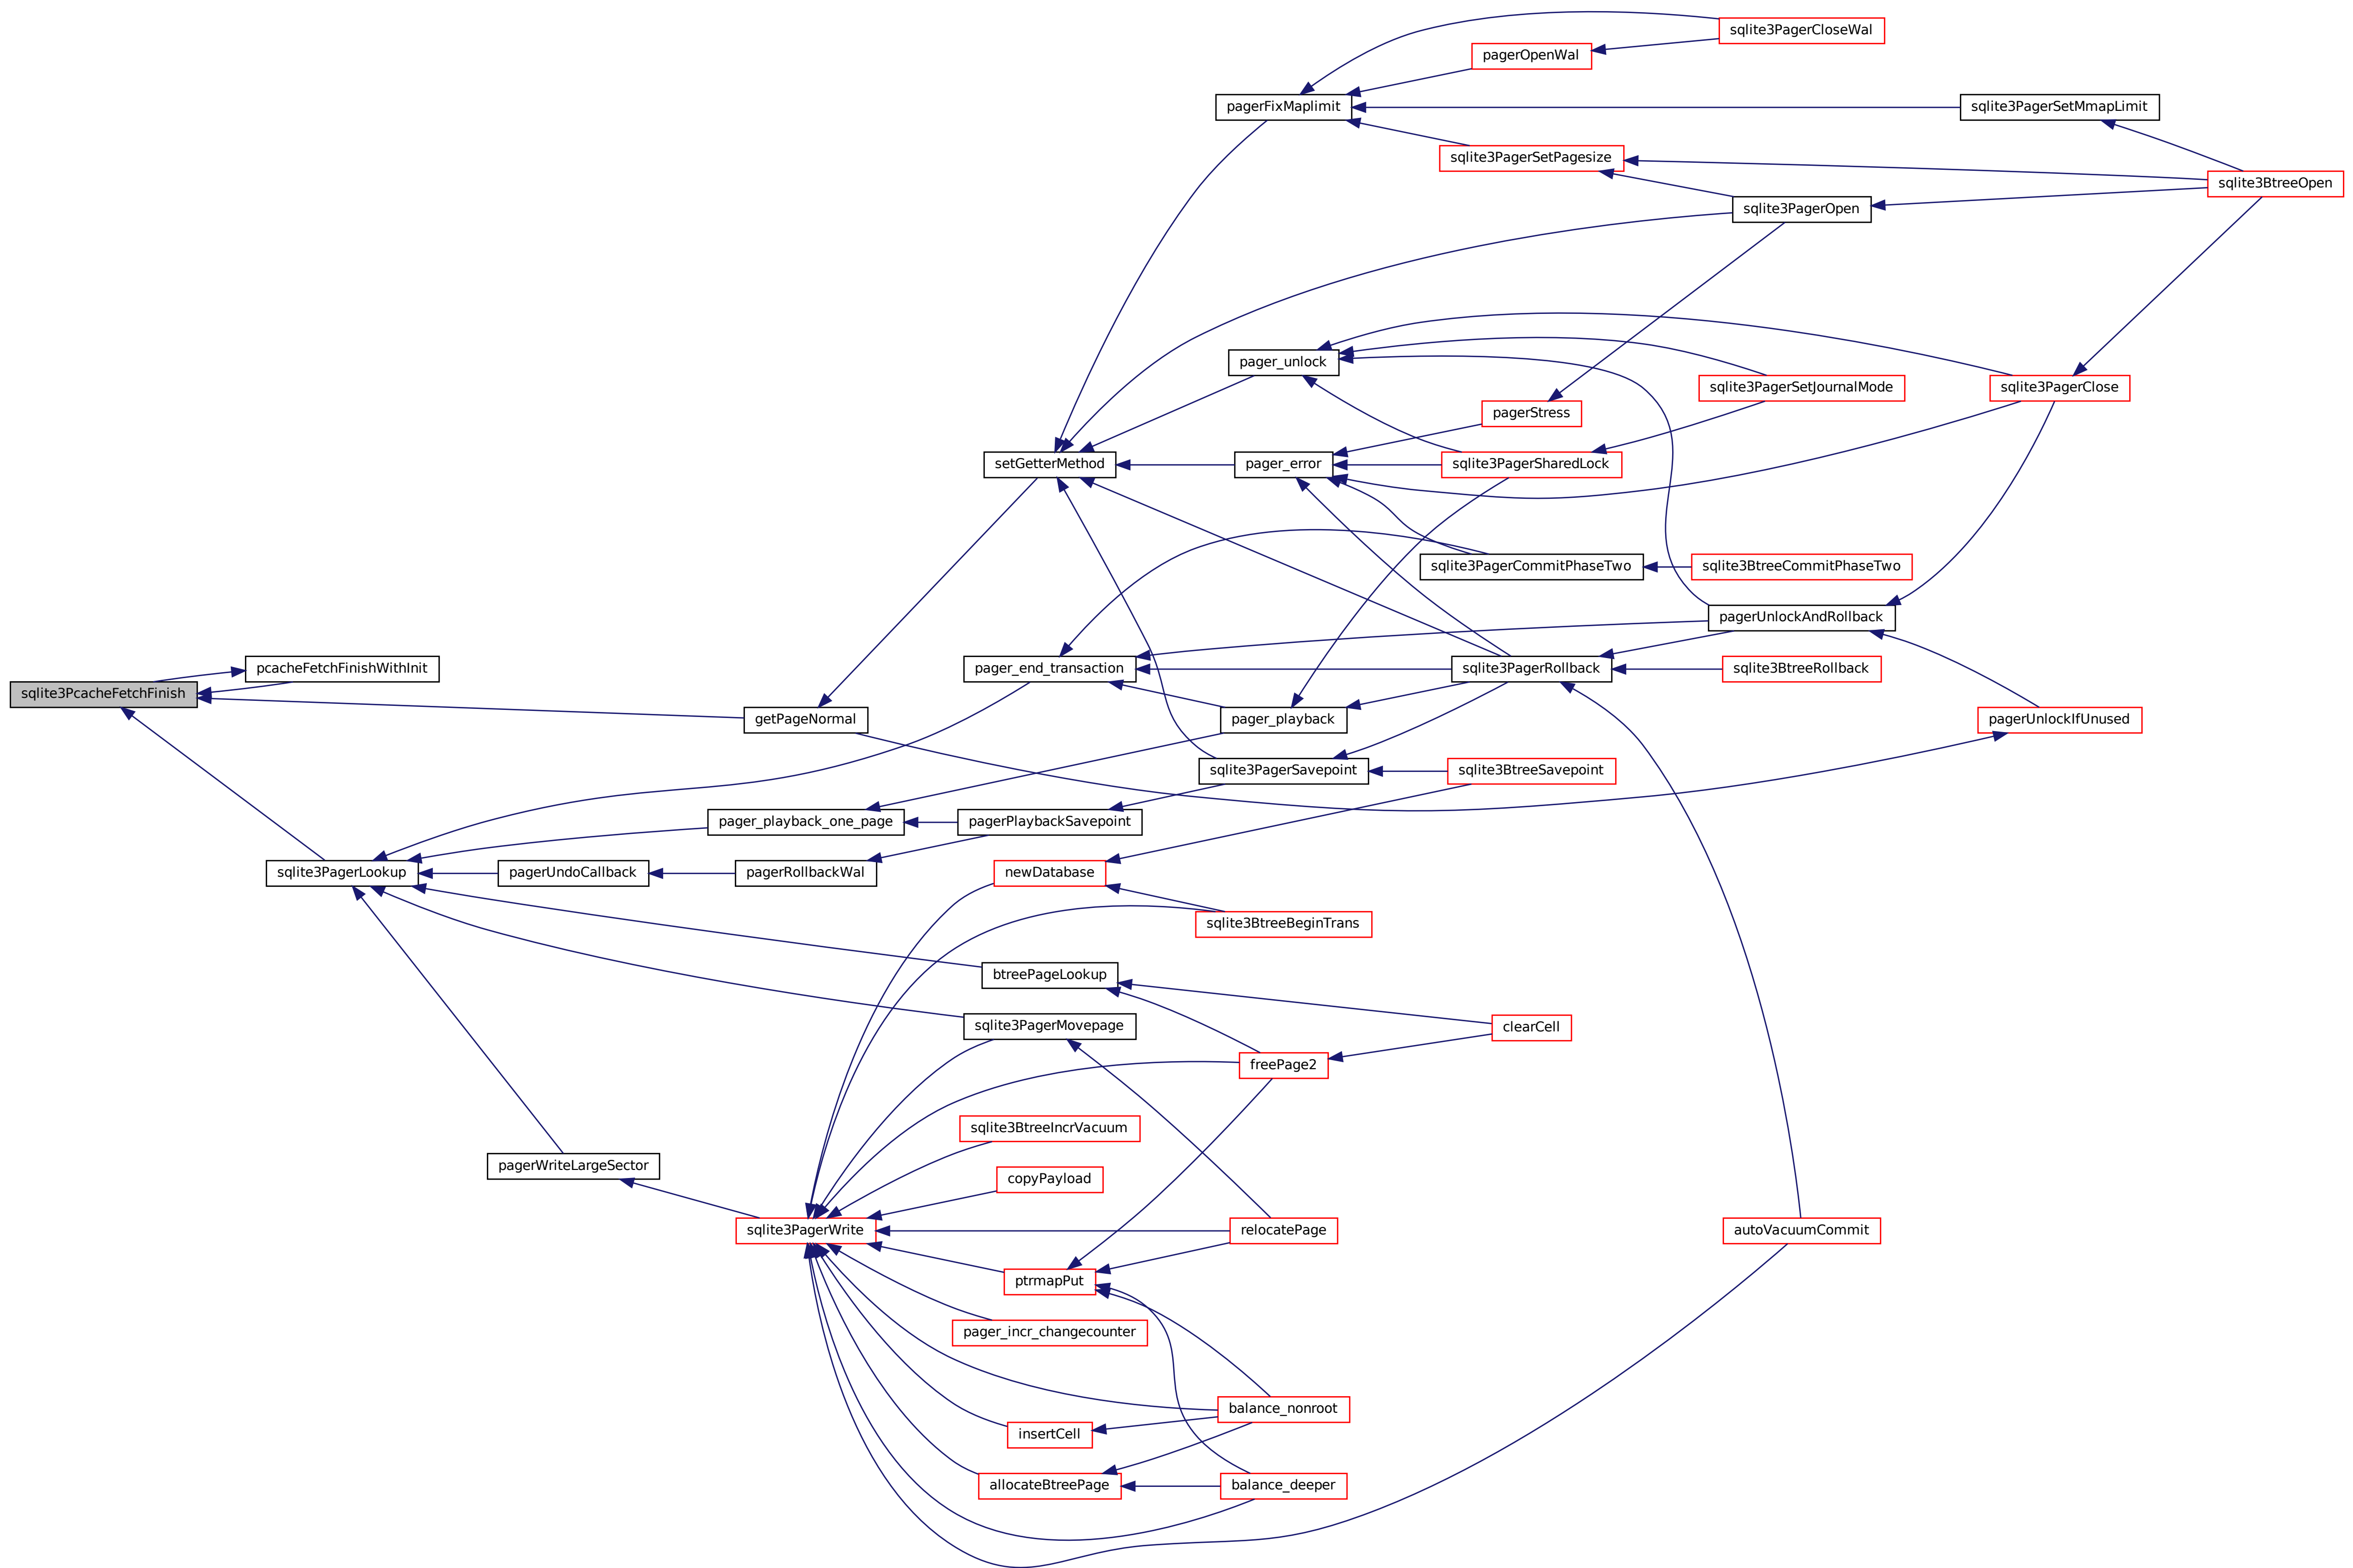 sqlite3PagerCloseWal
pagerOpenWal
pagerFixMaplimit
sqlite3PagerSetMmapLimit
sqlite3PagerSetPagesize
sqlite3BtreeOpen
sqlite3PagerOpen
pager_unlock
sqlite3PagerSetJournalMode
sqlite3PagerClose
pagerStress
setGetterMethod
pager_error
sqlite3PagerSharedLock
sqlite3PagerCommitPhaseTwo
sqlite3BtreeCommitPhaseTwo
pagerUnlockAndRollback
pcacheFetchFinishWithInit
pager_end_transaction
sqlite3PagerRollback
sqlite3BtreeRollback
sqlite3PcacheFetchFinish
getPageNormal
pager_playback
pagerUnlockIfUnused
sqlite3PagerSavepoint
sqlite3BtreeSavepoint
pager_playback_one_page
pagerPlaybackSavepoint
sqlite3PagerLookup
pagerUndoCallback
pagerRollbackWal
newDatabase
sqlite3BtreeBeginTrans
btreePageLookup
sqlite3PagerMovepage
clearCell
freePage2
sqlite3BtreeIncrVacuum
pagerWriteLargeSector
copyPayload
sqlite3PagerWrite
relocatePage
autoVacuumCommit
ptrmapPut
pager_incr_changecounter
balance_nonroot
insertCell
allocateBtreePage
balance_deeper